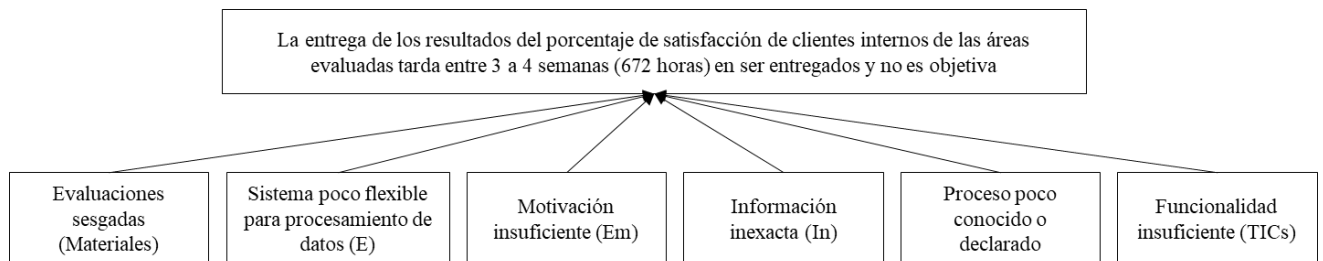 La entrega de los resultados del porcentaje de satisfacción de clientes internos de las áreas
evaluadas tarda entre 3 a 4 semanas (672 horas) en ser entregados y no es objetiva
Evaluaciones
sesgadas
(Materiales)
Sistema poco flexible
para procesamiento de
datos (E)
Motivación
insuficiente (Em)
Información
inexacta (In)
Proceso poco
conocido o
declarado
Funcionalidad
insuficiente (TICs)